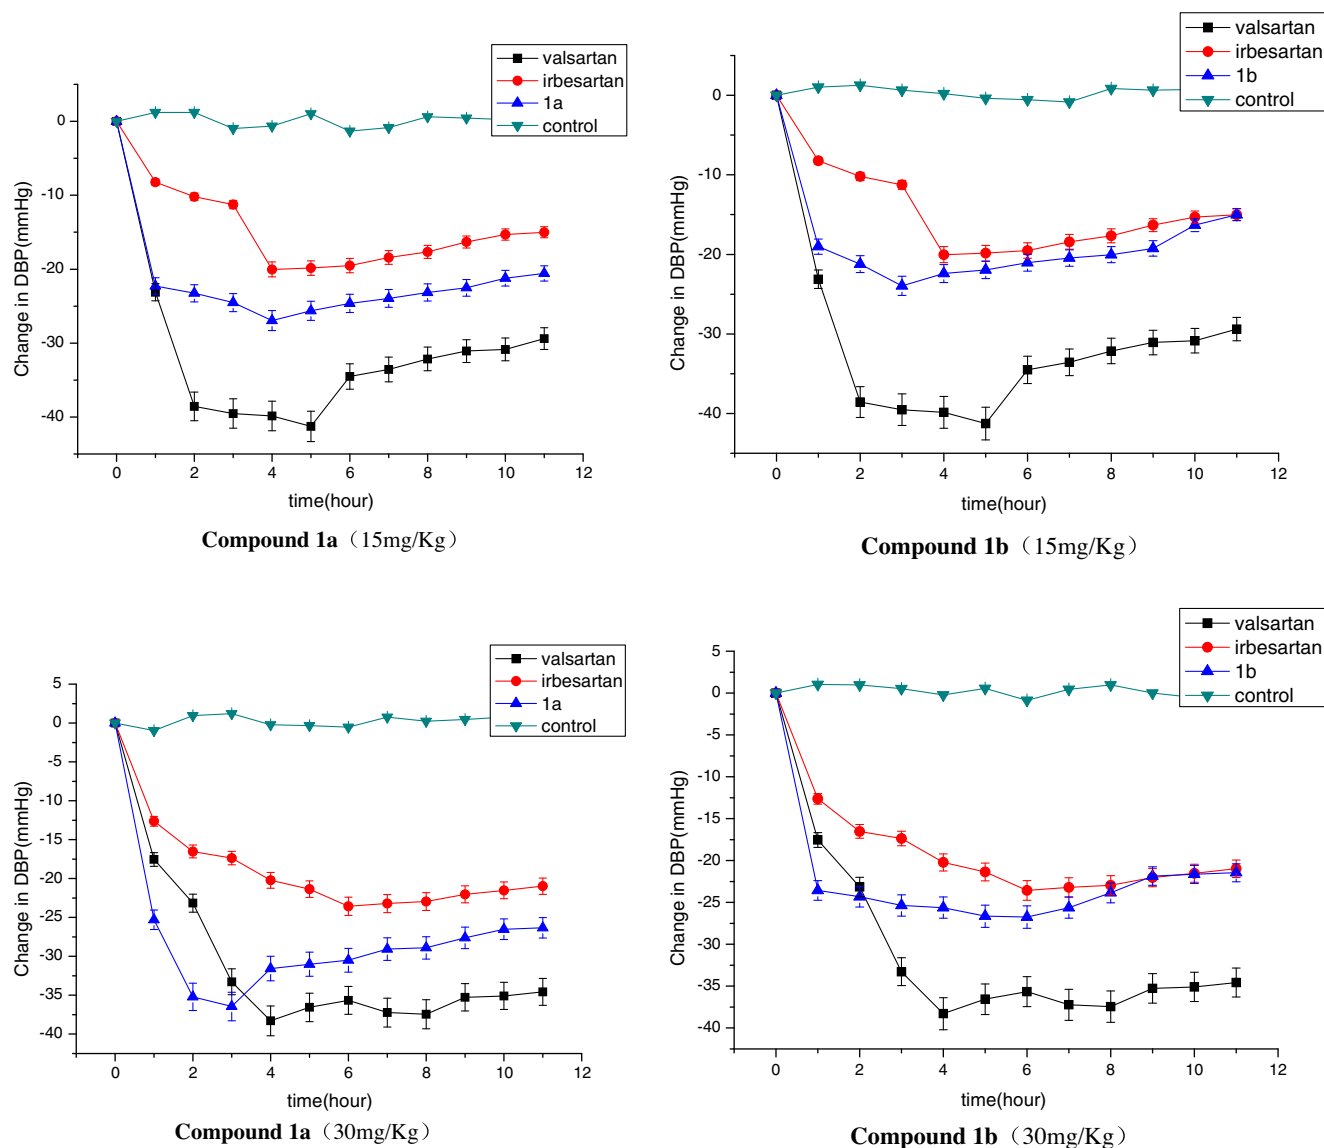 valsartan
irbesartan
1a
control
0
-10
-20
-30
-40
Change in DBP(mmHg)
0 2 4 6 8 10 12
time(hour)
Compound 1a（15mg/Kg）
valsartan
irbesartan
1b
control
0
-10
-20
-30
-40
Change in DBP(mmHg)
0 2 4 6 8 10 12
time(hour)
Compound 1b（15mg/Kg）
valsartan
irbesartan
1a
control
5
0
-5
-10
-15
-20
-25
-30
-35
-40
Change in DBP(mmHg)
0 2 4 6 8 10 12
time(hour)
Compound 1a（30mg/Kg）
valsartan
irbesartan
1b
control
5
0
-5
-10
-15
-20
-25
-30
-35
-40
Change in DBP(mmHg)
0 2 4 6 8 10 12
time(hour)
Compound 1b（30mg/Kg）